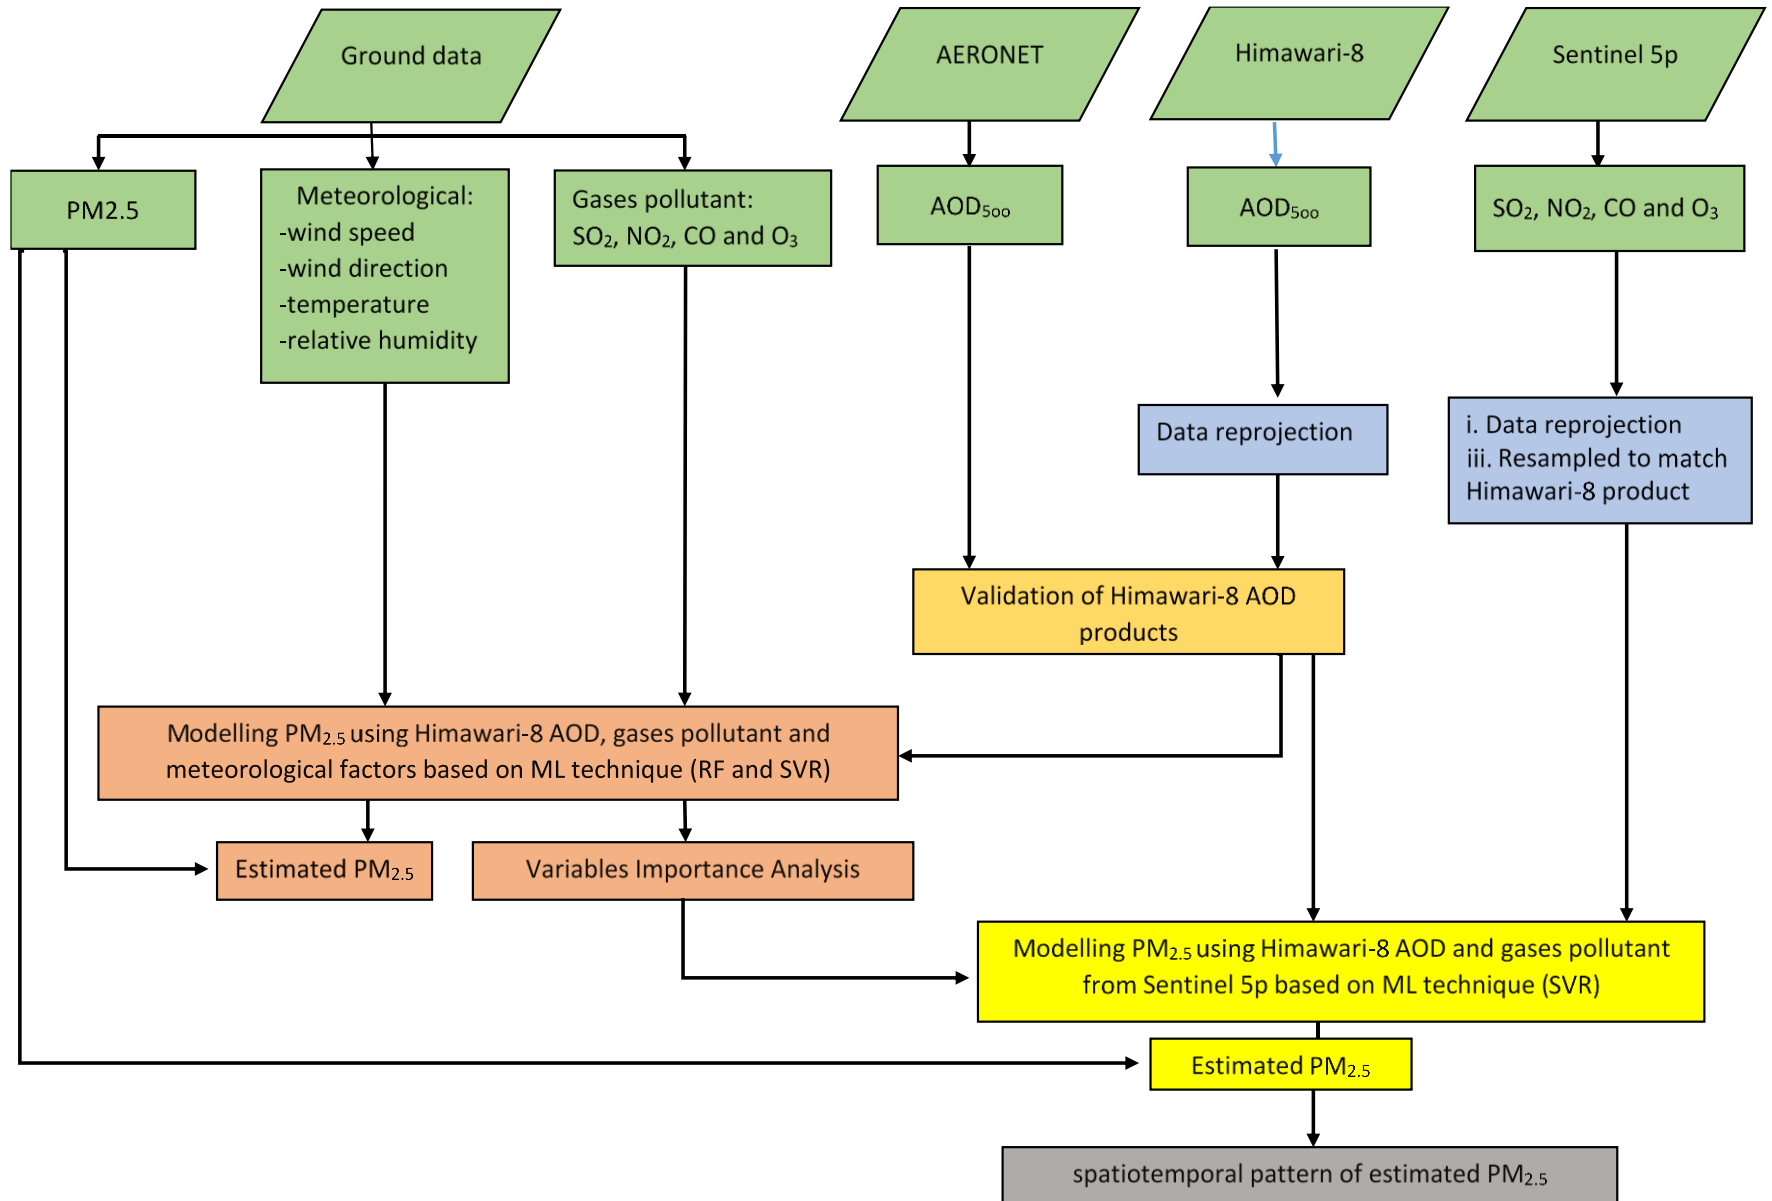 Ground data
AERONET
Himawari-8
Sentinel 5p
PM2.5
Meteorological:
-wind speed
-wind direction
-temperature
-relative humidity
Gases pollutant:
SO₂, NO₂, CO and O₃
AOD₅₀₀
AOD₅₀₀
SO₂, NO₂, CO and O₃
Data reprojection
i. Data reprojection
iii. Resampled to match
Himawari-8 product
Validation of Himawari-8 AOD
products
Modelling PM₂.₅ using Himawari-8 AOD, gases pollutant and
meteorological factors based on ML technique (RF and SVR)
Estimated PM₂.₅
Variables Importance Analysis
Modelling PM₂.₅ using Himawari-8 AOD and gases pollutant
from Sentinel 5p based on ML technique (SVR)
Estimated PM₂.₅
spatiotemporal pattern of estimated PM₂.₅